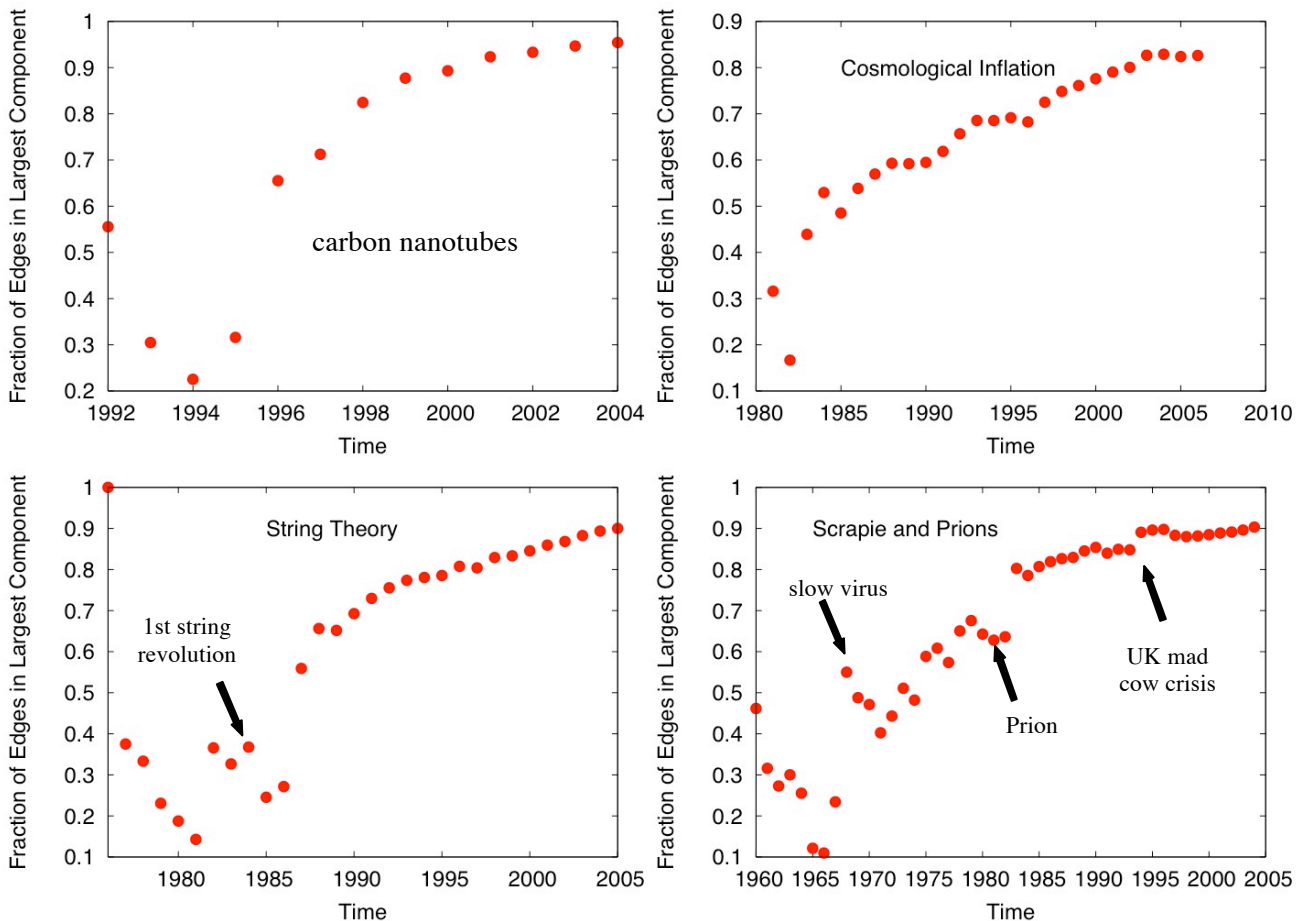 Fraction of Edges in Largest Component
1
0.9
0.8
0.7
0.6
0.5
0.4
0.3
0.2
carbon nanotubes
1992 1994 1996 1998 2000 2002 2004
Time
Fraction of Edges in Largest Component
0.9
0.8
0.7
0.6
0.5
0.4
0.3
0.2
0.1
Cosmological Inflation
1980 1985 1990 1995 2000 2005 2010
Time
Fraction of Edges in Largest Component
1
0.9
0.8
0.7
0.6
0.5
0.4
0.3
0.2
0.1
String Theory
1st string
revolution
1980 1985 1990 1995 2000 2005
Time
Fraction of Edges in Largest Component
1
0.9
0.8
0.7
0.6
0.5
0.4
0.3
0.2
0.1
Scrapie and Prions
slow virus
UK mad
cow crisis
Prion
1960 1965 1970 1975 1980 1985 1990 1995 2000 2005
Time